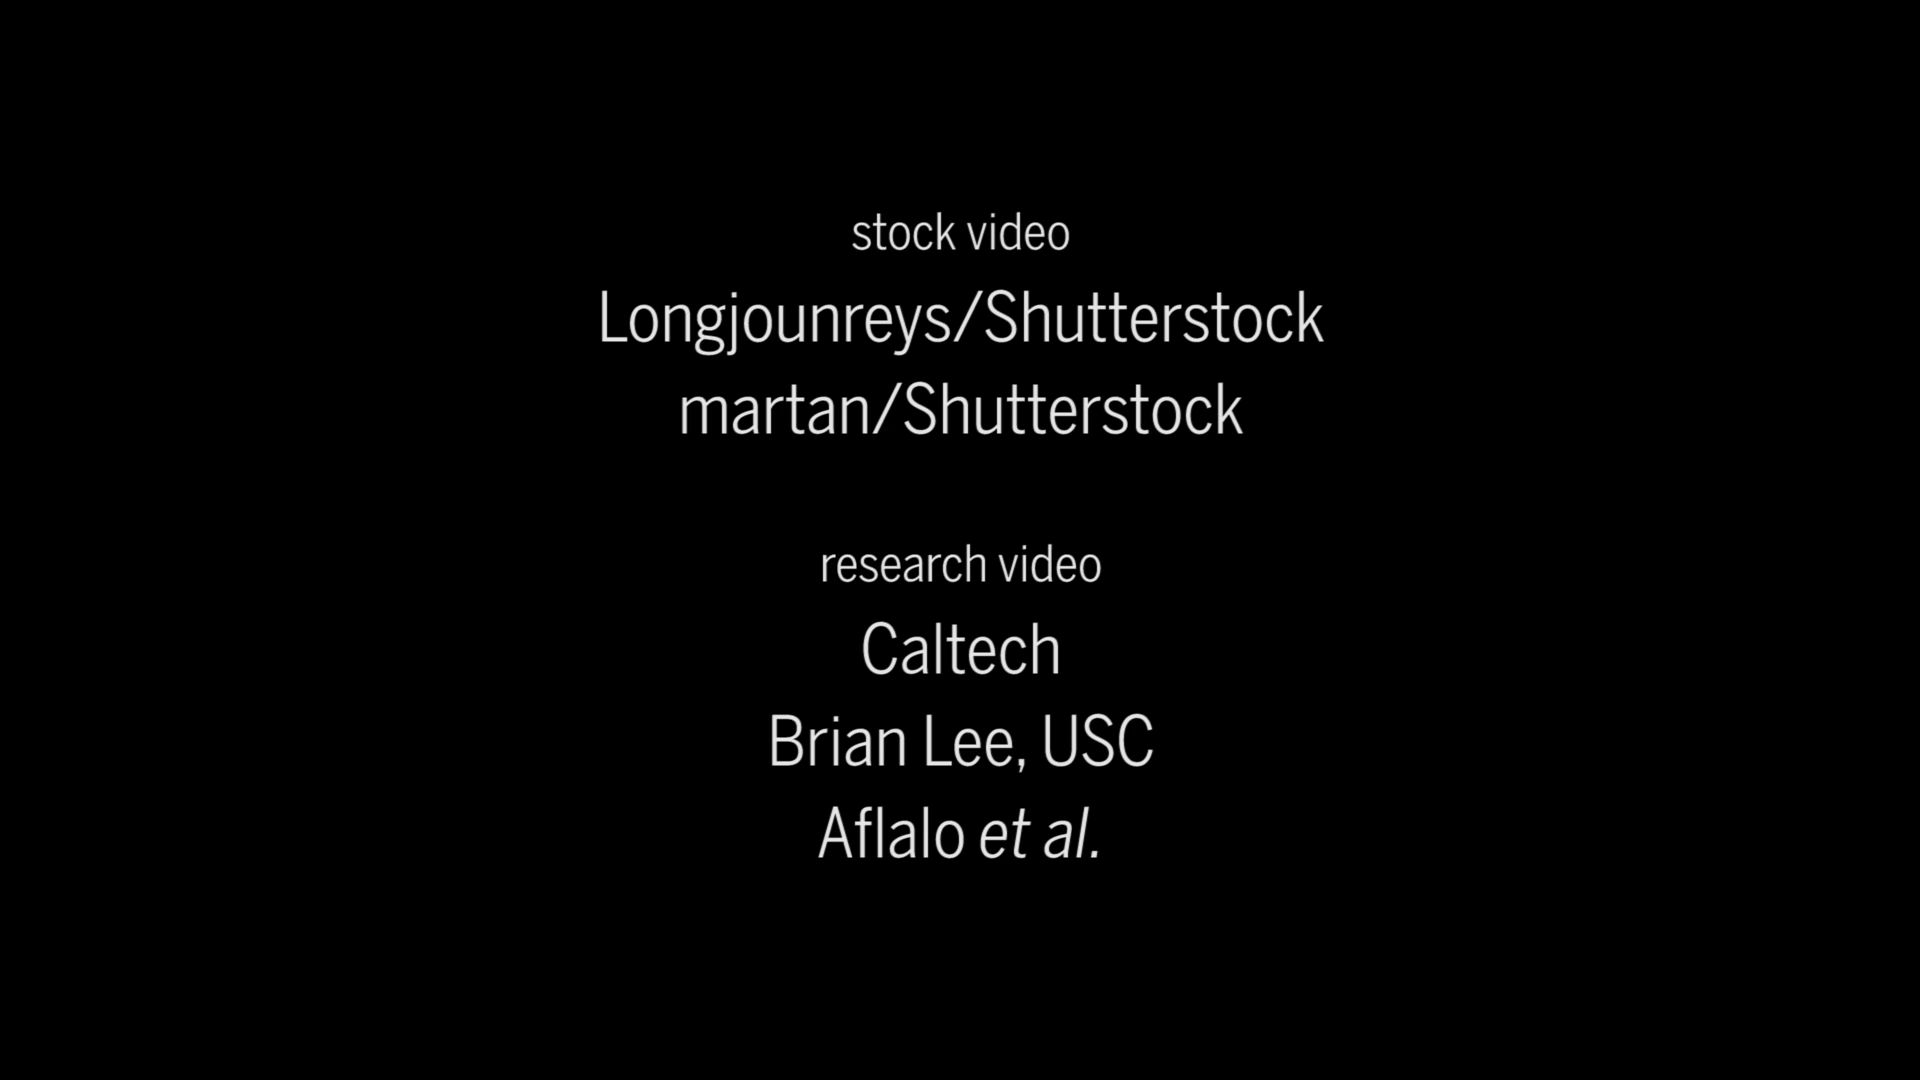 stock video
Longjounreys/Shutterstock
martan/Shutterstock
research video
Caltech
Brian Lee, USC
Aflalo et al.